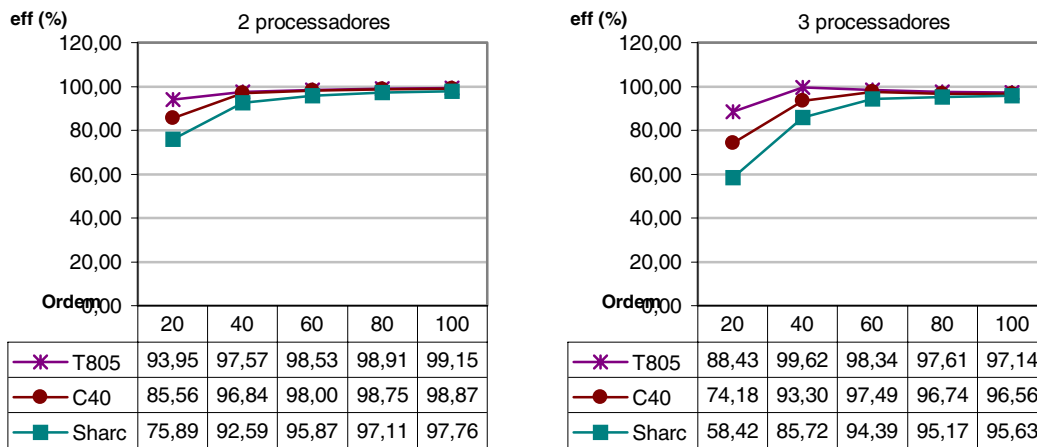 eff (%)
2 processadores
120,00
100,00
80,00
60,00
40,00
20,00
0,00
Ordem
20 40 60 80 100
T805 93,95 97,57 98,53 98,91 99,15
C40 85,56 96,84 98,00 98,75 98,87
Sharc 75,89 92,59 95,87 97,11 97,76
eff (%)
3 processadores
120,00
100,00
80,00
60,00
40,00
20,00
0,00
Ordem
20 40 60 80 100
T805 88,43 99,62 98,34 97,61 97,14
C40 74,18 93,30 97,49 96,74 96,56
Sharc 58,42 85,72 94,39 95,17 95,63